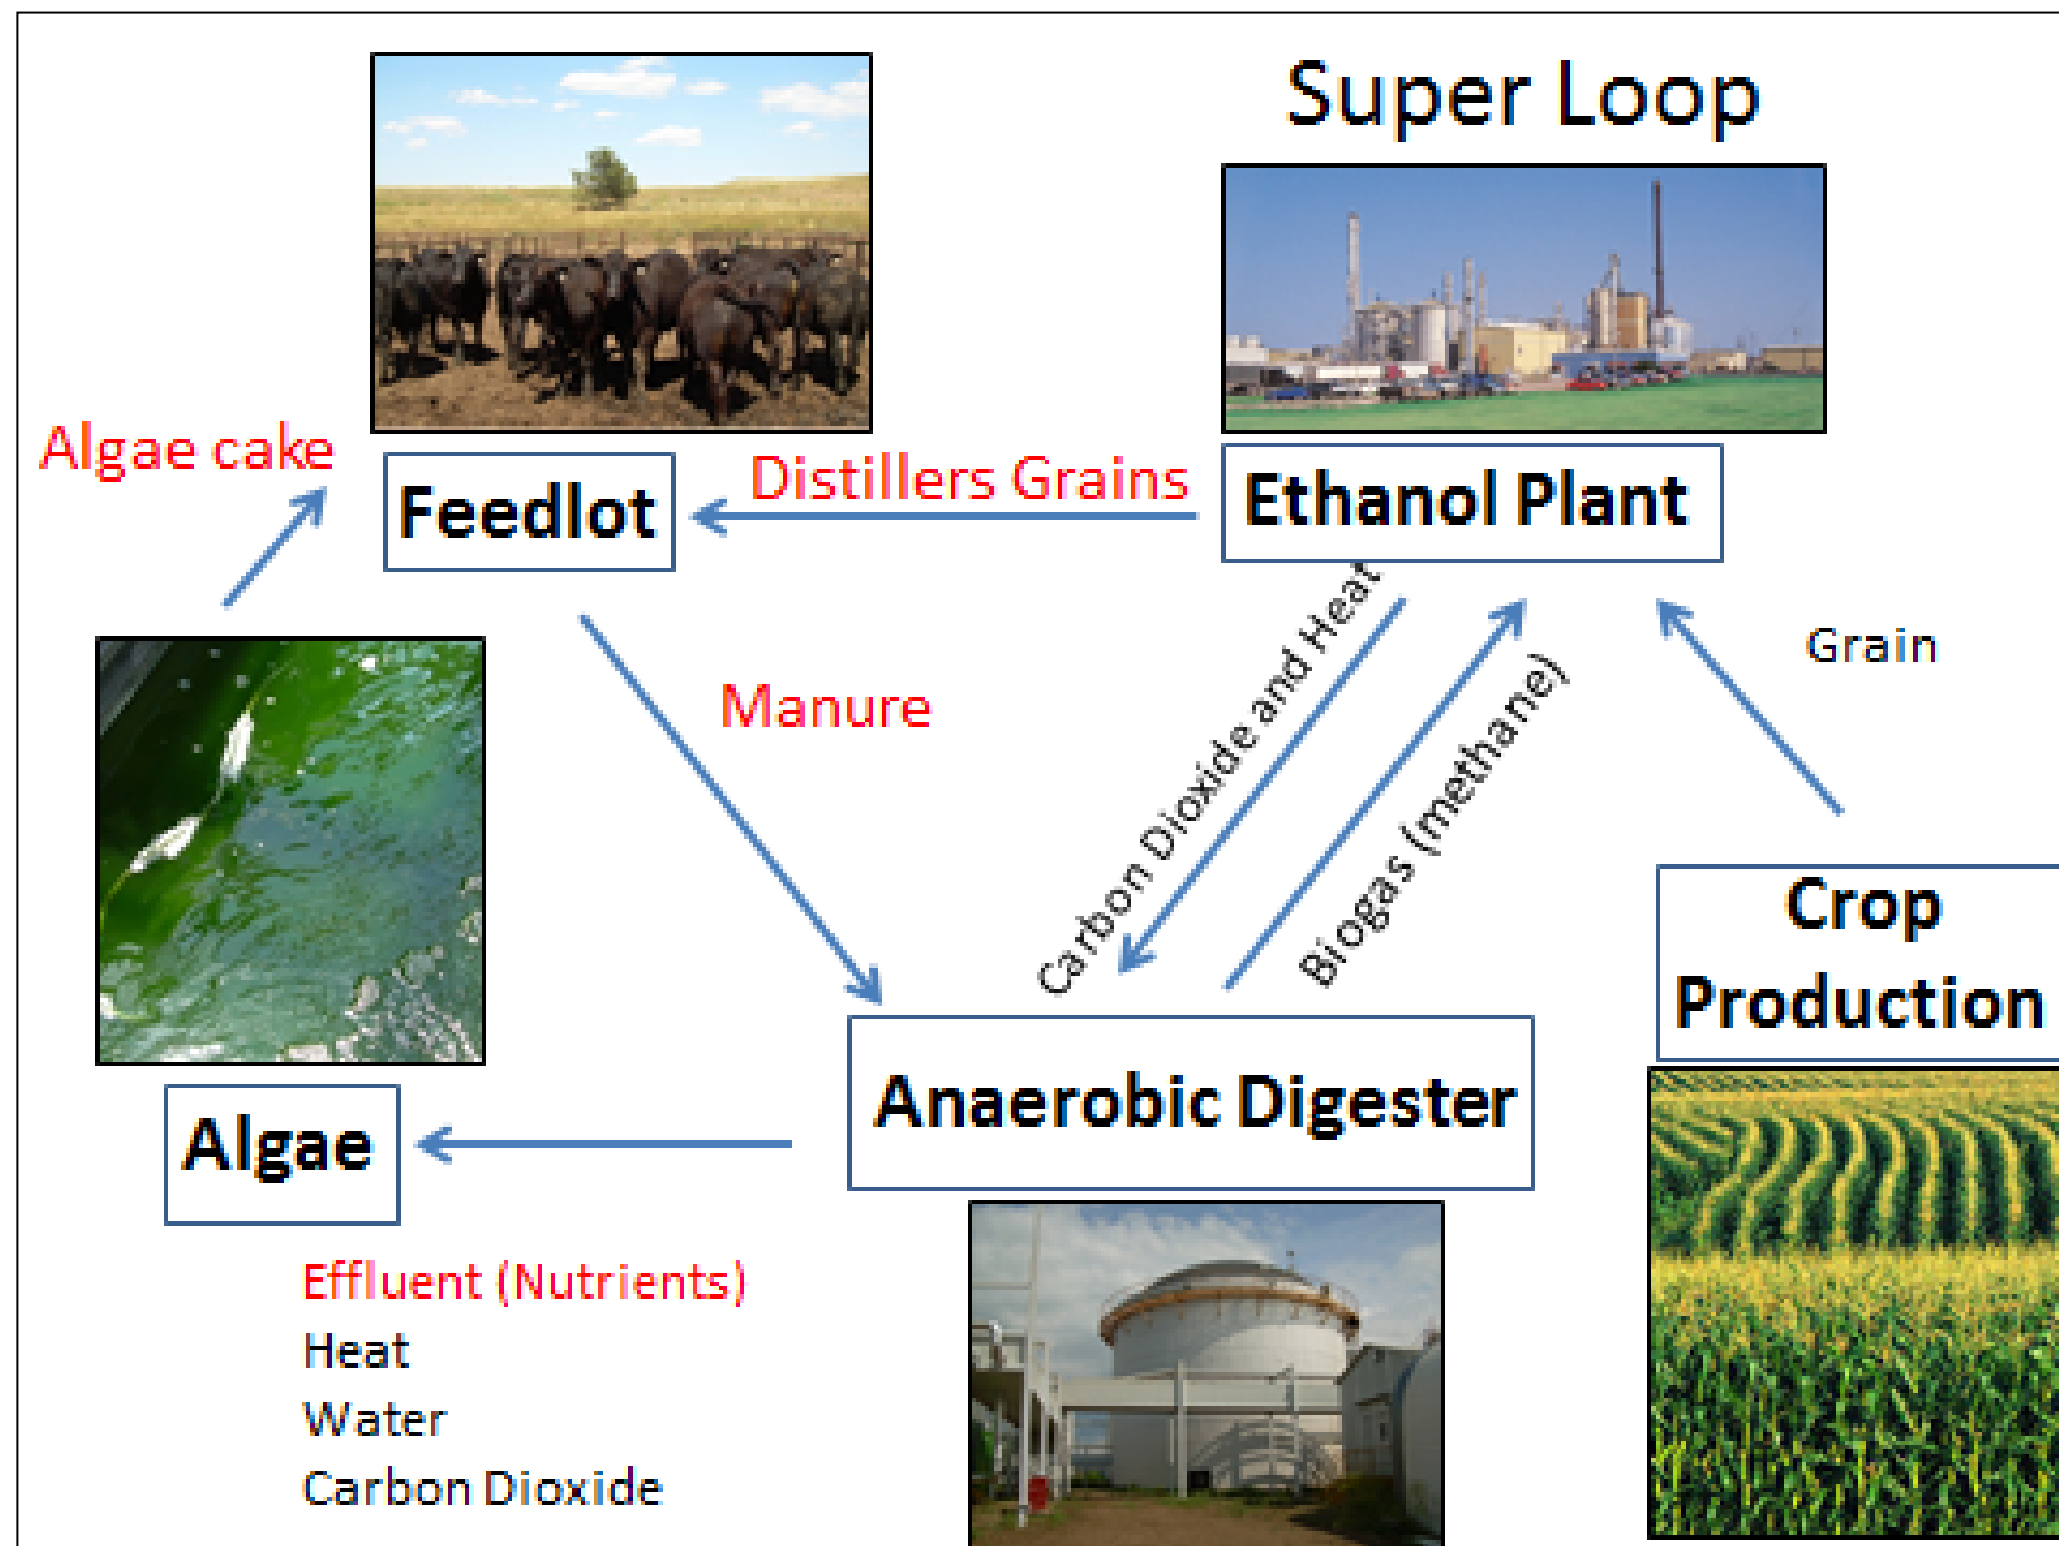 Super Loop
Algae cake
Feedlot
Distillers Grains
Ethanol Plant
Manure
Carbon Dioxide and Heat
Biogas (methane)
Grain
Crop
Production
Anaerobic Digester
Algae
Effluent (Nutrients)
Heat
Water
Carbon Dioxide